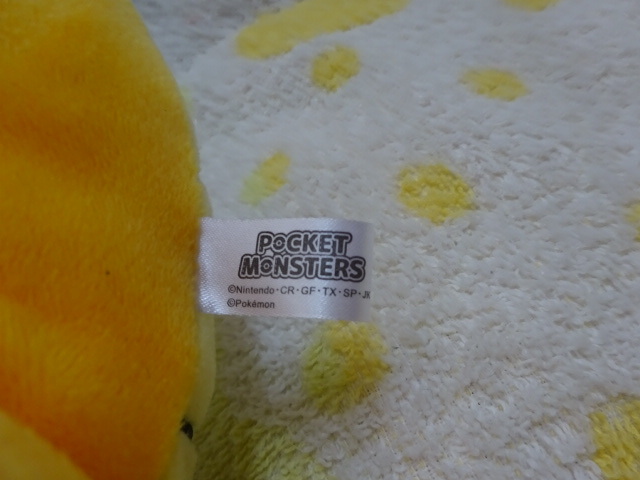 POCKET
MONSTERS
©Nintendo・CR・GF・TX・SP・JK
©Pokémon